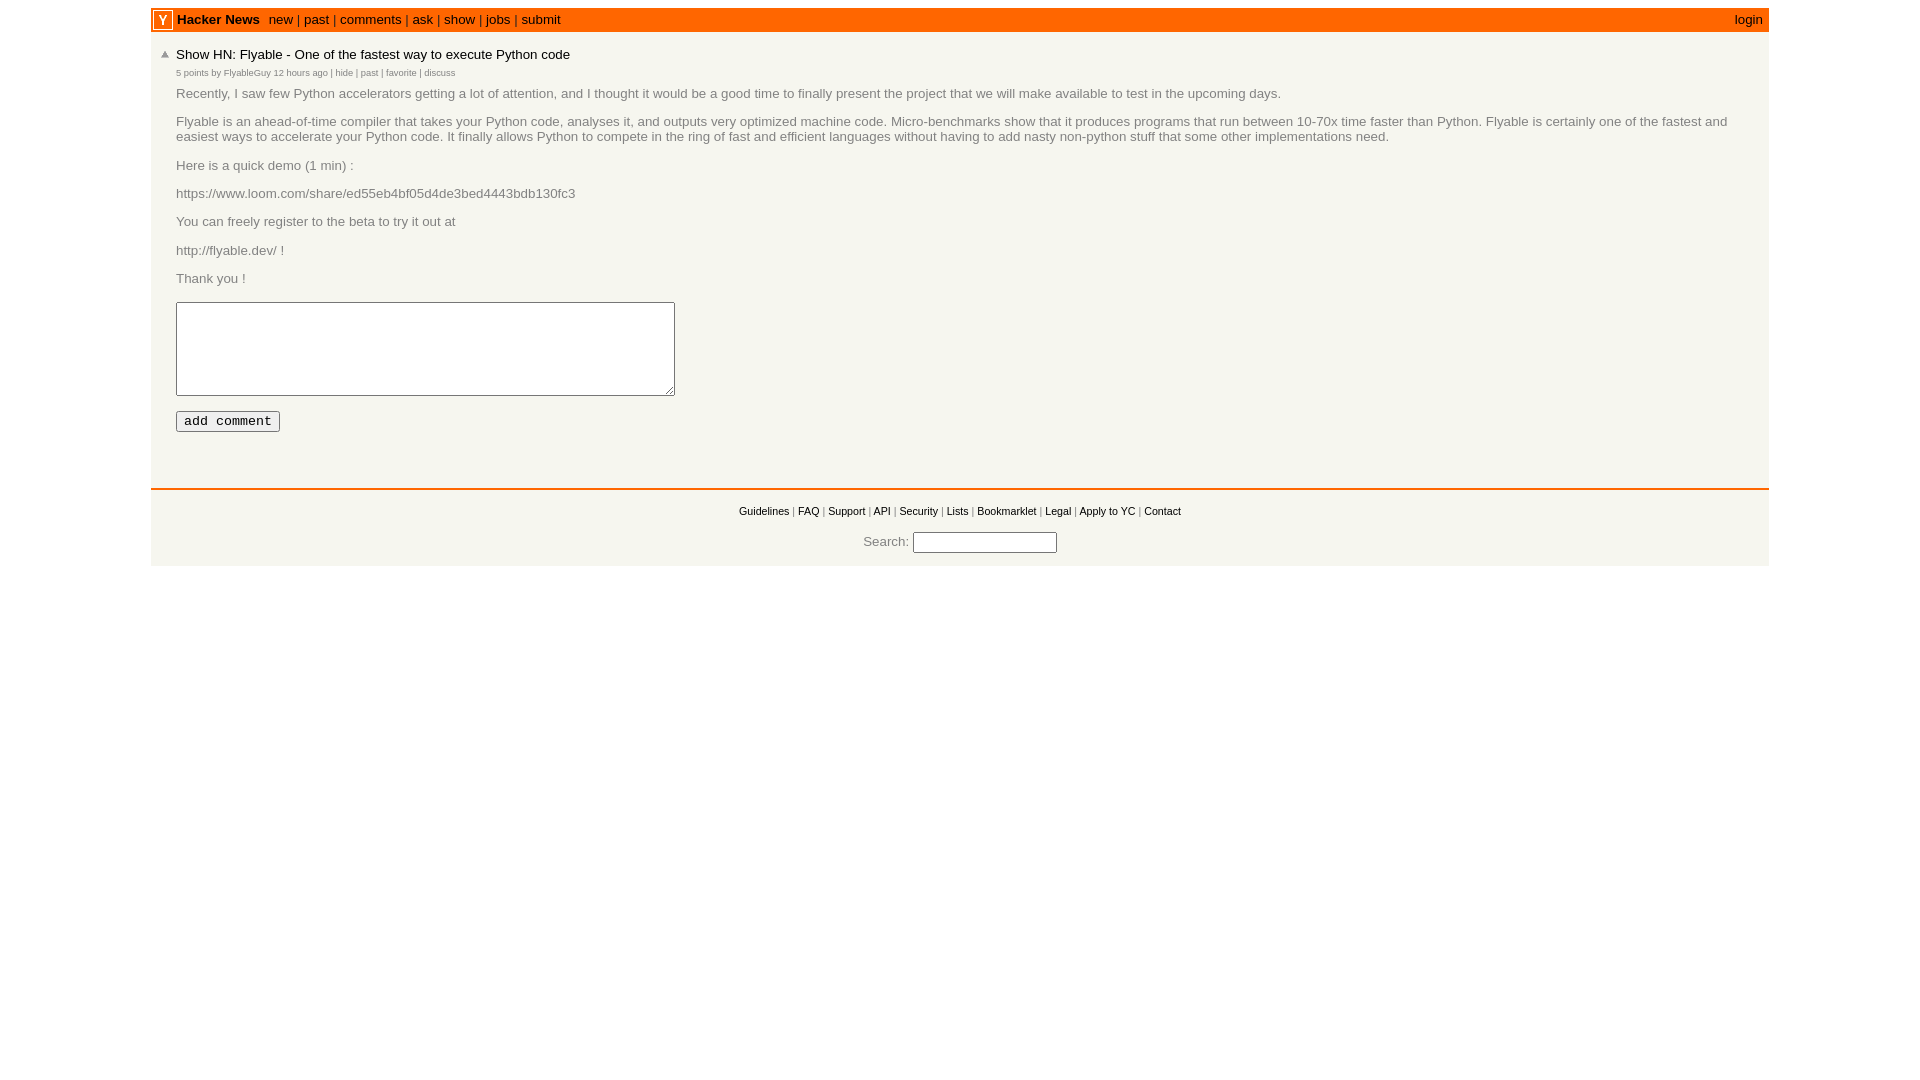 Y Hacker News new | past | comments | ask | show | jobs | submit login
Show HN: Flyable - One of the fastest way to execute Python code
5 points by FlyableGuy 12 hours ago | hide | past | favorite | discuss
Recently, I saw few Python accelerators getting a lot of attention, and I thought it would be a good time to finally present the project that we will make available to test in the upcoming days.
Flyable is an ahead-of-time compiler that takes your Python code, analyses it, and outputs very optimized machine code. Micro-benchmarks show that it produces programs that run between 10-70x time faster than Python. Flyable is certainly one of the fastest and
easiest ways to accelerate your Python code. It finally allows Python to compete in the ring of fast and efficient languages without having to add nasty non-python stuff that some other implementations need.
Here is a quick demo (1 min) :
https://www.loom.com/share/ed55eb4bf05d4de3bed4443bdb130fc3
You can freely register to the beta to try it out at
http://flyable.dev/ !
Thank you !
add comment
Guidelines | FAQ | Support | API | Security | Lists | Bookmarklet | Legal | Apply to YC | Contact
Search: